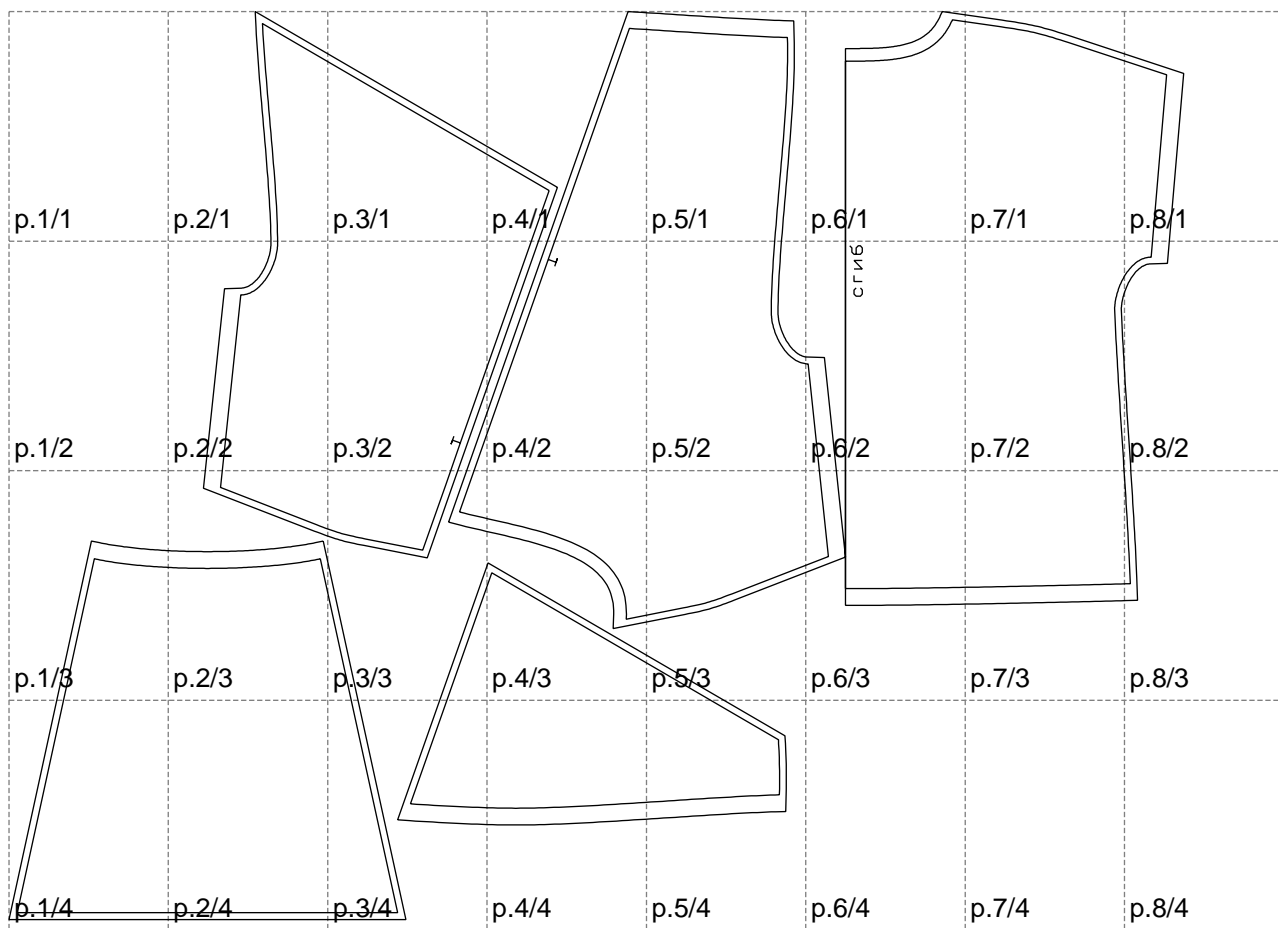 p.1/1 p.2/1 p.3/1 p.4/1 p.5/1 p.6/1 p.7/1 p.8/1
сгиб
p.1/2 p.2/2 p.3/2 p.4/2 p.5/2 p.6/2 p.7/2 p.8/2
p.1/3 p.2/3 p.3/3 p.4/3 p.5/3 p.6/3 p.7/3 p.8/3
p.1/4 p.2/4 p.3/4 p.4/4 p.5/4 p.6/4 p.7/4 p.8/4